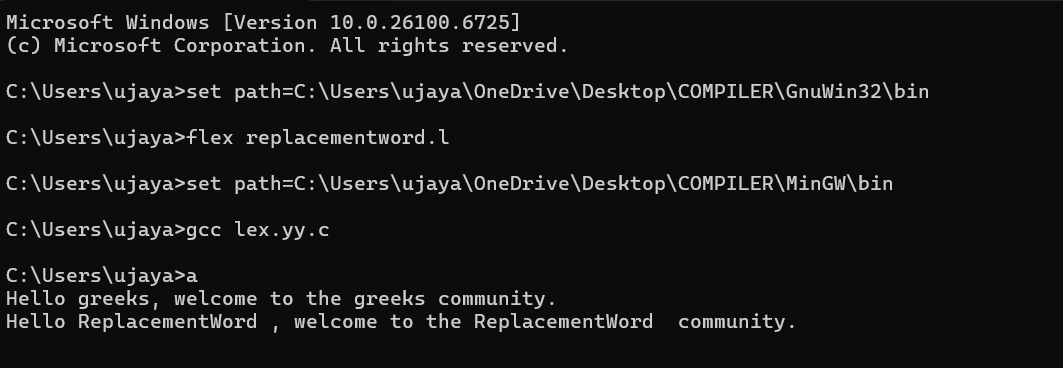 Microsoft Windows [Version 10.0.26100.6725]
(c) Microsoft Corporation. All rights reserved.
C:\Users\ujaya>set path=C:\Users\ujaya\OneDrive\Desktop\COMPILER\GnuWin32\bin
C:\Users\ujaya>flex replacementword.l
C:\Users\ujaya>set path=C:\Users\ujaya\OneDrive\Desktop\COMPILER\MinGW\bin
C:\Users\ujaya>gcc lex.yy.c
C:\Users\ujaya>a
Hello greeks, welcome to the greeks community.
Hello ReplacementWord , welcome to the ReplacementWord  community.